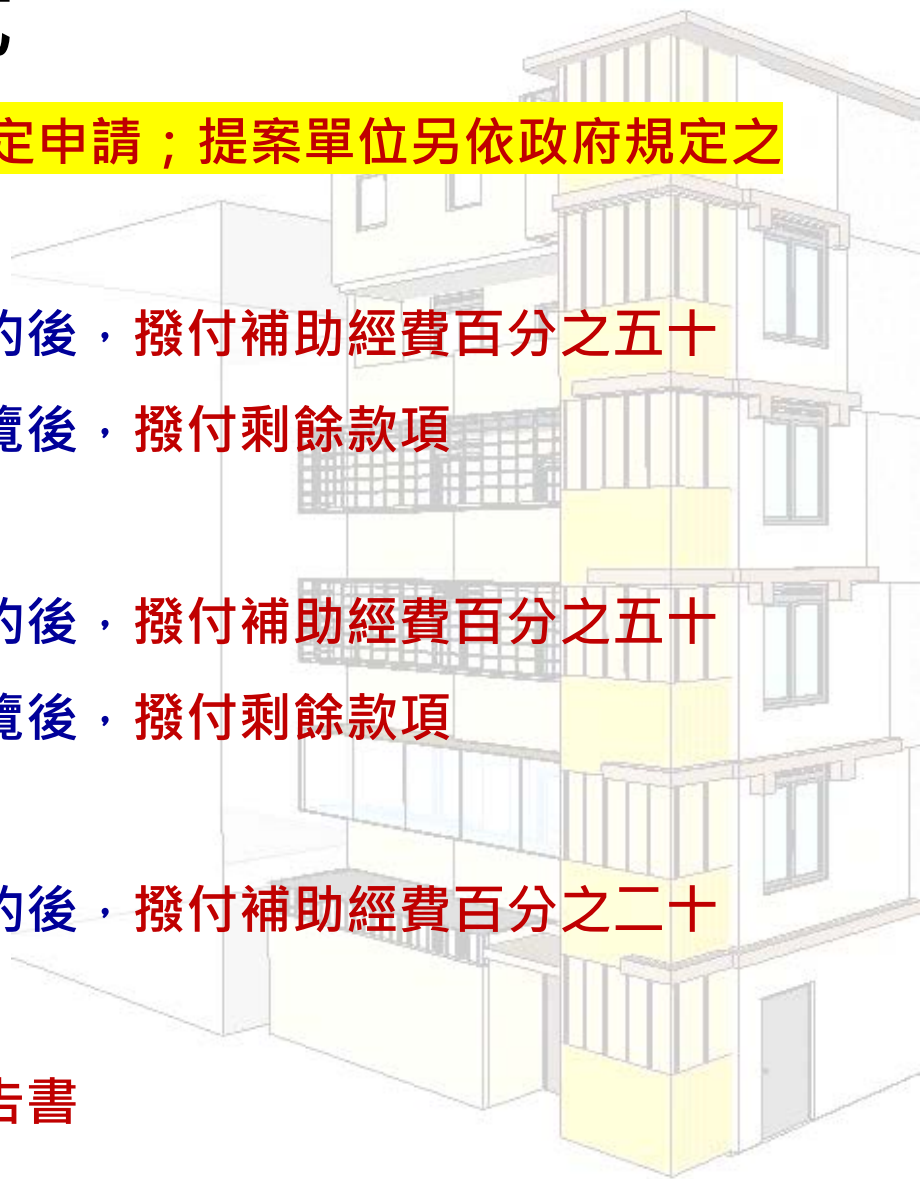 定申請；提案單位另依政府規定之
約後，撥付補助經費百分之五十
覽後，撥付剩餘款項
約後，撥付補助經費百分之五十
覽後，撥付剩餘款項
約後，撥付補助經費百分之二十
告書